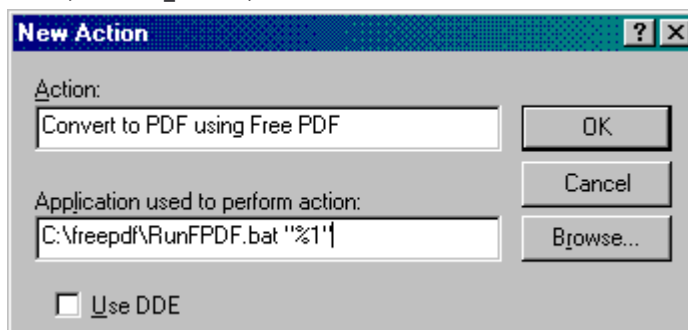 New Action
Action:
Convert to PDF using Free PDF
OK
Cancel
Application used to perform action:
C:\freepdf\RunFPDF.bat "%1"
Browse...
Use DDE